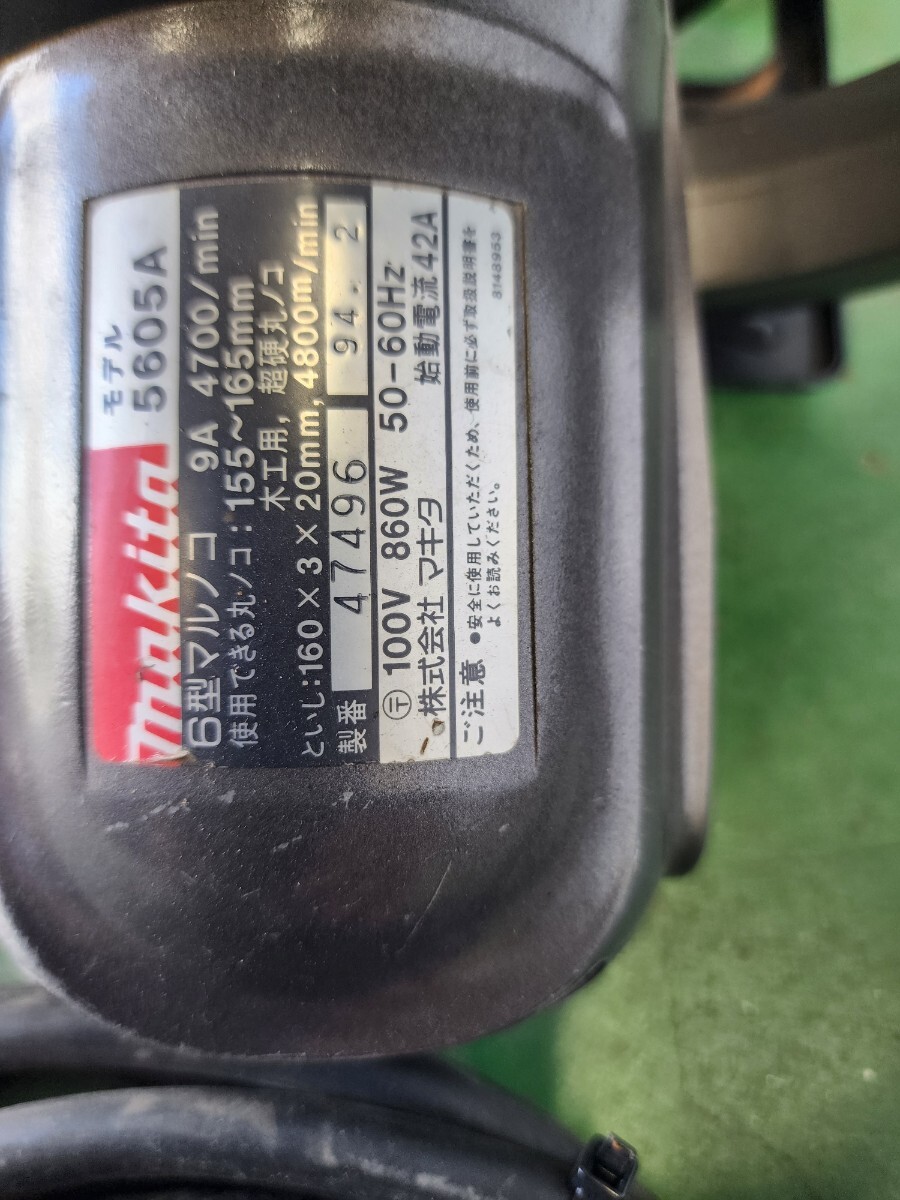 makita モデル 5605A
6型マルノコ 9A 4700/min
使用できる丸ノコ:155~165mm
木工用, 超硬丸ノコ
といし:160×3×20mm, 4800m/min
製番 47496 94.2
〒 100V 860W 50-60Hz
株式会社 マキタ 始動電流42A
ご注意 ●安全に使用していただくため、使用前に必ず取扱説明書を
よくお読みください。
8148953